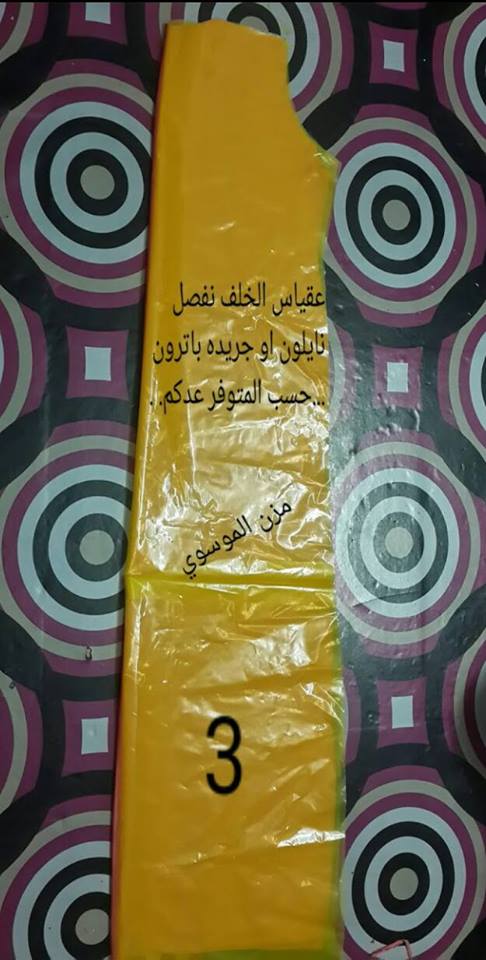 عقياس الخلف نفصل
نايلون او جريده باترون
...حسب المتوفر عدكم. .
مزن الموسوي
3